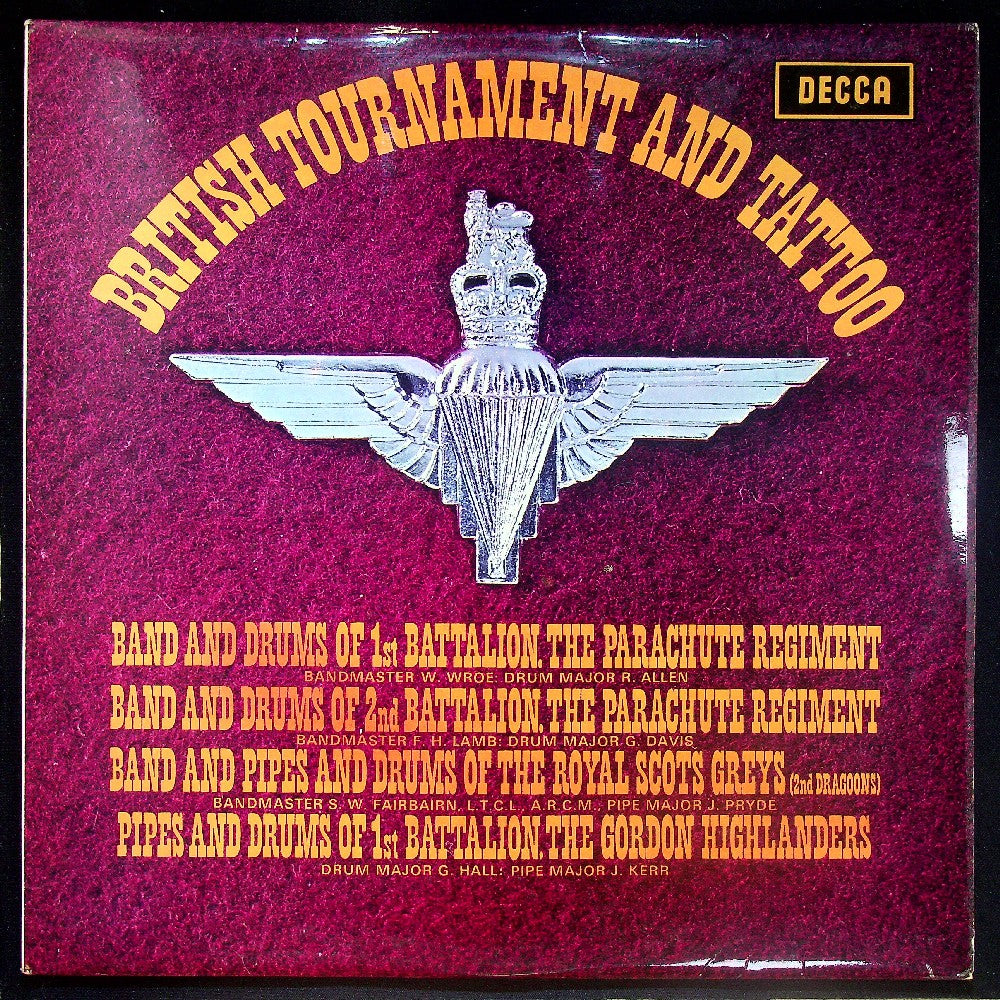 DECCA
BRITISH TOURNAMENT AND TATTOO
BAND AND DRUMS OF 1st BATTALION, THE PARACHUTE REGIMENT
BANDMASTER W. WROE: DRUM MAJOR R. ALLEN
BAND AND DRUMS OF 2nd BATTALION, THE PARACHUTE REGIMENT
BANDMASTER F. H. LAMB: DRUM MAJOR G. DAVIS
BAND AND PIPES AND DRUMS OF THE ROYAL SCOTS GREYS (2nd DRAGOONS)
BANDMASTER S. W. FAIRBAIRN, L.T.C.L., A.R.C.M., PIPE MAJOR J. PRYDE
PIPES AND DRUMS OF 1st BATTALION, THE GORDON HIGHLANDERS
DRUM MAJOR G. HALL: PIPE MAJOR J. KERR